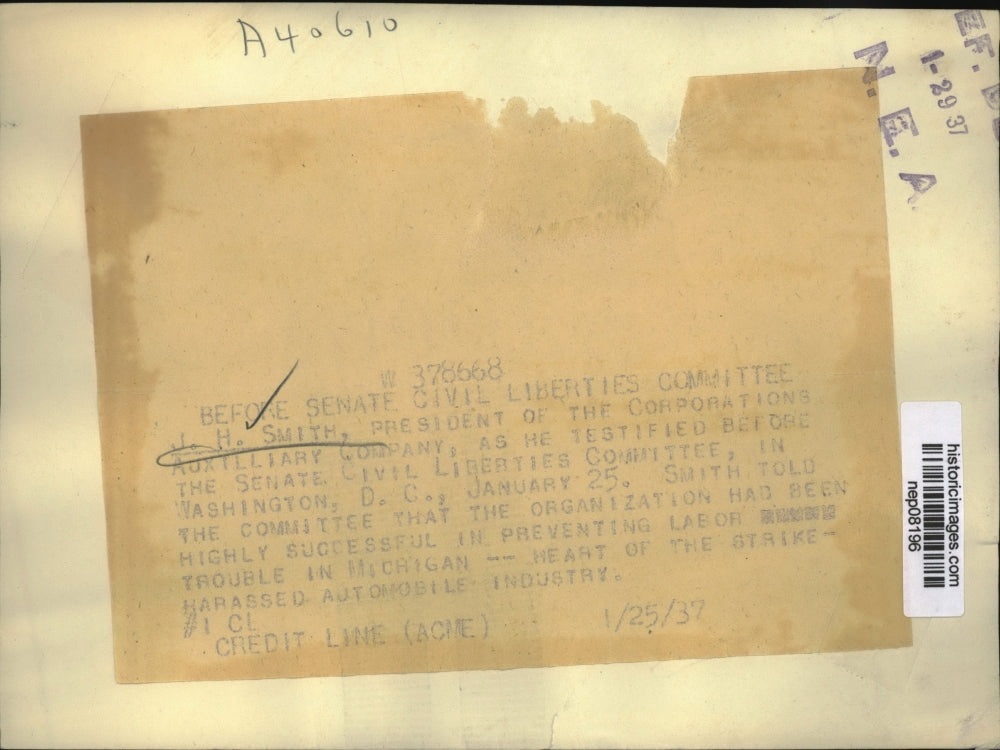 A40610
REF. DE
1-29 37
N. E. A.
W 378668
BEFORE SENATE CIVIL LIBERTIES COMMITTEE
J. H. SMITH, PRESIDENT OF THE CORPORATIONS
AUXILLIARY COMPANY, AS HE TESTIFIED BEFORE
THE SENATE CIVIL LIBERTIES COMMITTEE, IN
WASHINGTON, D. C., JANUARY 25. SMITH TOLD
THE COMMITTEE THAT THE ORGANIZATION HAD BEEN
HIGHLY SUCCESSFUL IN PREVENTING LABOR
TROUBLE IN MICHIGAN -- HEART OF THE STRIKE-
HARASSED AUTOMOBILE INDUSTRY.
#1 CL
CREDIT LINE (ACME) 1/25/37
historicimages.com
nep08196